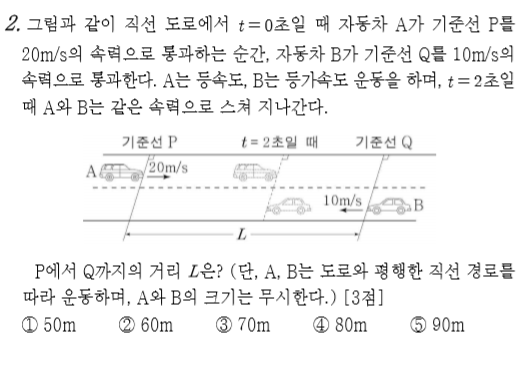 2. 그림과 같이 직선 도로에서 t=0초일 때 자동차 A가 기준선 P를
20m/s의 속력으로 통과하는 순간, 자동차 B가 기준선 Q를 10m/s의
속력으로 통과한다. A는 등속도, B는 등가속도 운동을 하며, t=2초일
때 A와 B는 같은 속력으로 스쳐 지나간다.
기준선 P t=2초일 때 기준선 Q
A 20m/s
10m/s B
L
P에서 Q까지의 거리 L은? (단, A, B는 도로와 평행한 직선 경로를
따라 운동하며, A와 B의 크기는 무시한다.) [3점]
① 50m ② 60m ③ 70m ④ 80m ⑤ 90m